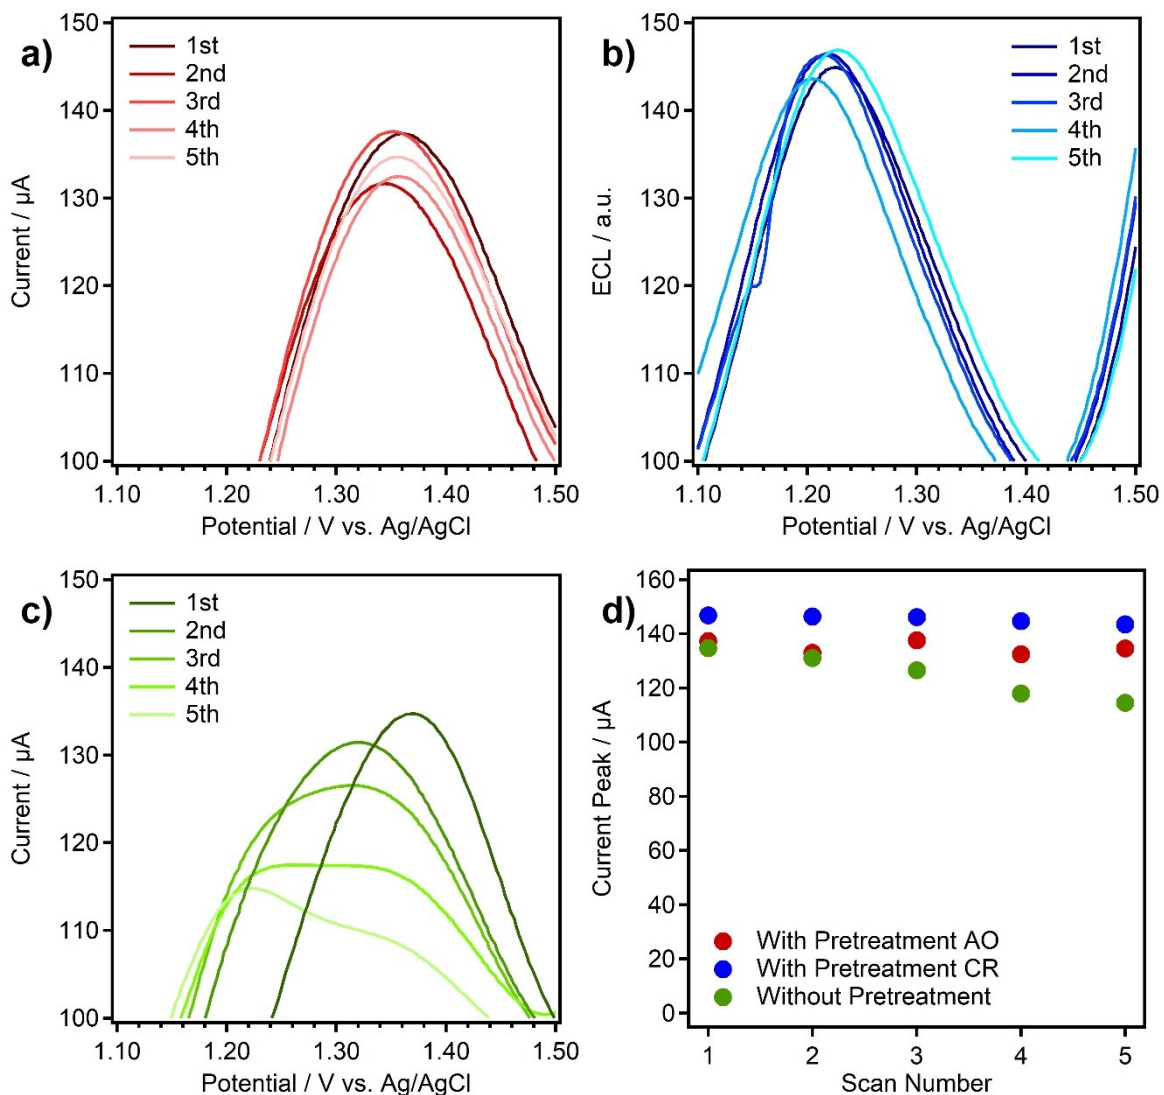 a)
150
140
130
120
110
100
Current / µA
1st
2nd
3rd
4th
5th
1.10
1.20
1.30
1.40
1.50
Potential / V vs. Ag/AgCl
b)
150
140
130
120
110
100
ECL / a.u.
1st
2nd
3rd
4th
5th
1.10
1.20
1.30
1.40
1.50
Potential / V vs. Ag/AgCl
c)
150
140
150
130
120
110
100
Current / µA
1st
2nd
3rd
4th
5th
1.10
1.20
1.30
1.40
1.50
Potential / V vs. Ag/AgCl
d)
160
140
120
100
80
60
40
20
0
Current Peak / µA
With Pretreatment AO
With Pretreatment CR
Without Pretreatment
1
2
3
4
5
Scan Number